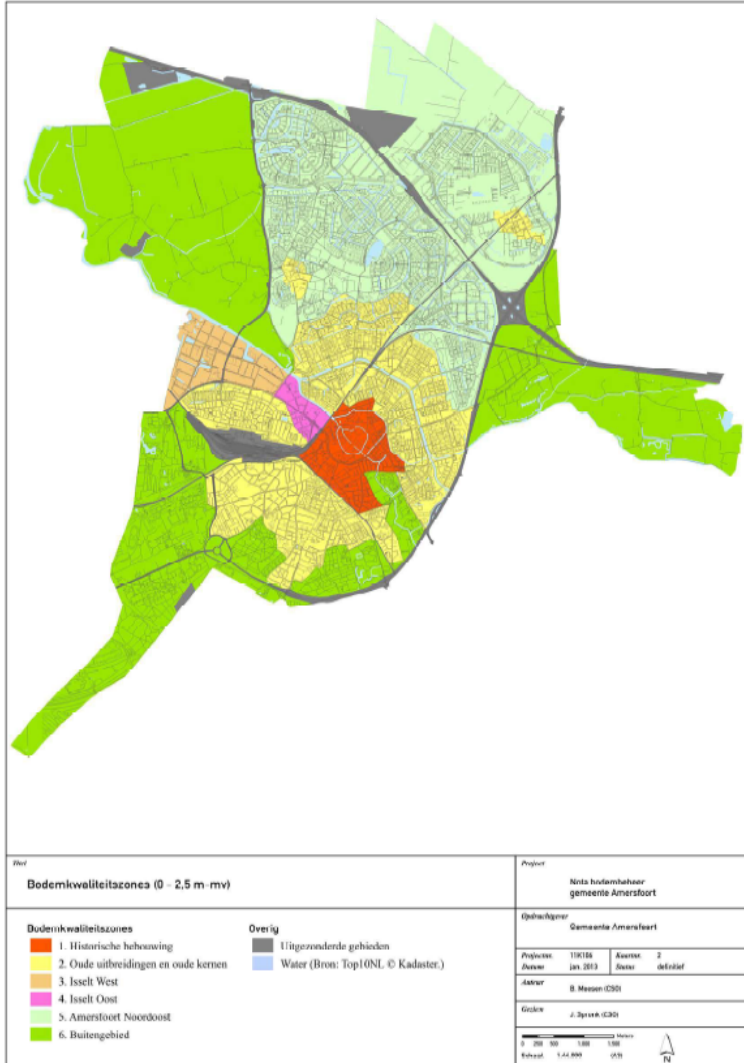 Titel
Bodemkwaliteitszones (0 - 2,5 m-mv)
Bodemkwaliteitszones
1. Historische bebouwing
2. Oude uitbreidingen en oude kernen
3. Isselt West
4. Isselt Oost
5. Amersfoort Noordoost
6. Buitengebied
Overig
Uitgezonderde gebieden
Water (Bron: Top10NL © Kadaster.)
Project
Nota bodembeheer
gemeente Amersfoort
Opdrachtgever
Gemeente Amersfoort
Projectnr. 11K106 Kaartnr. 2
Datum jan. 2013 Status definitief
Auteur B. Meesen (CSO)
Gezien J. Spronk (CSO)
Meters
0 250 500 1.000 1.500
Schaal 1:44.000 (A3)
N